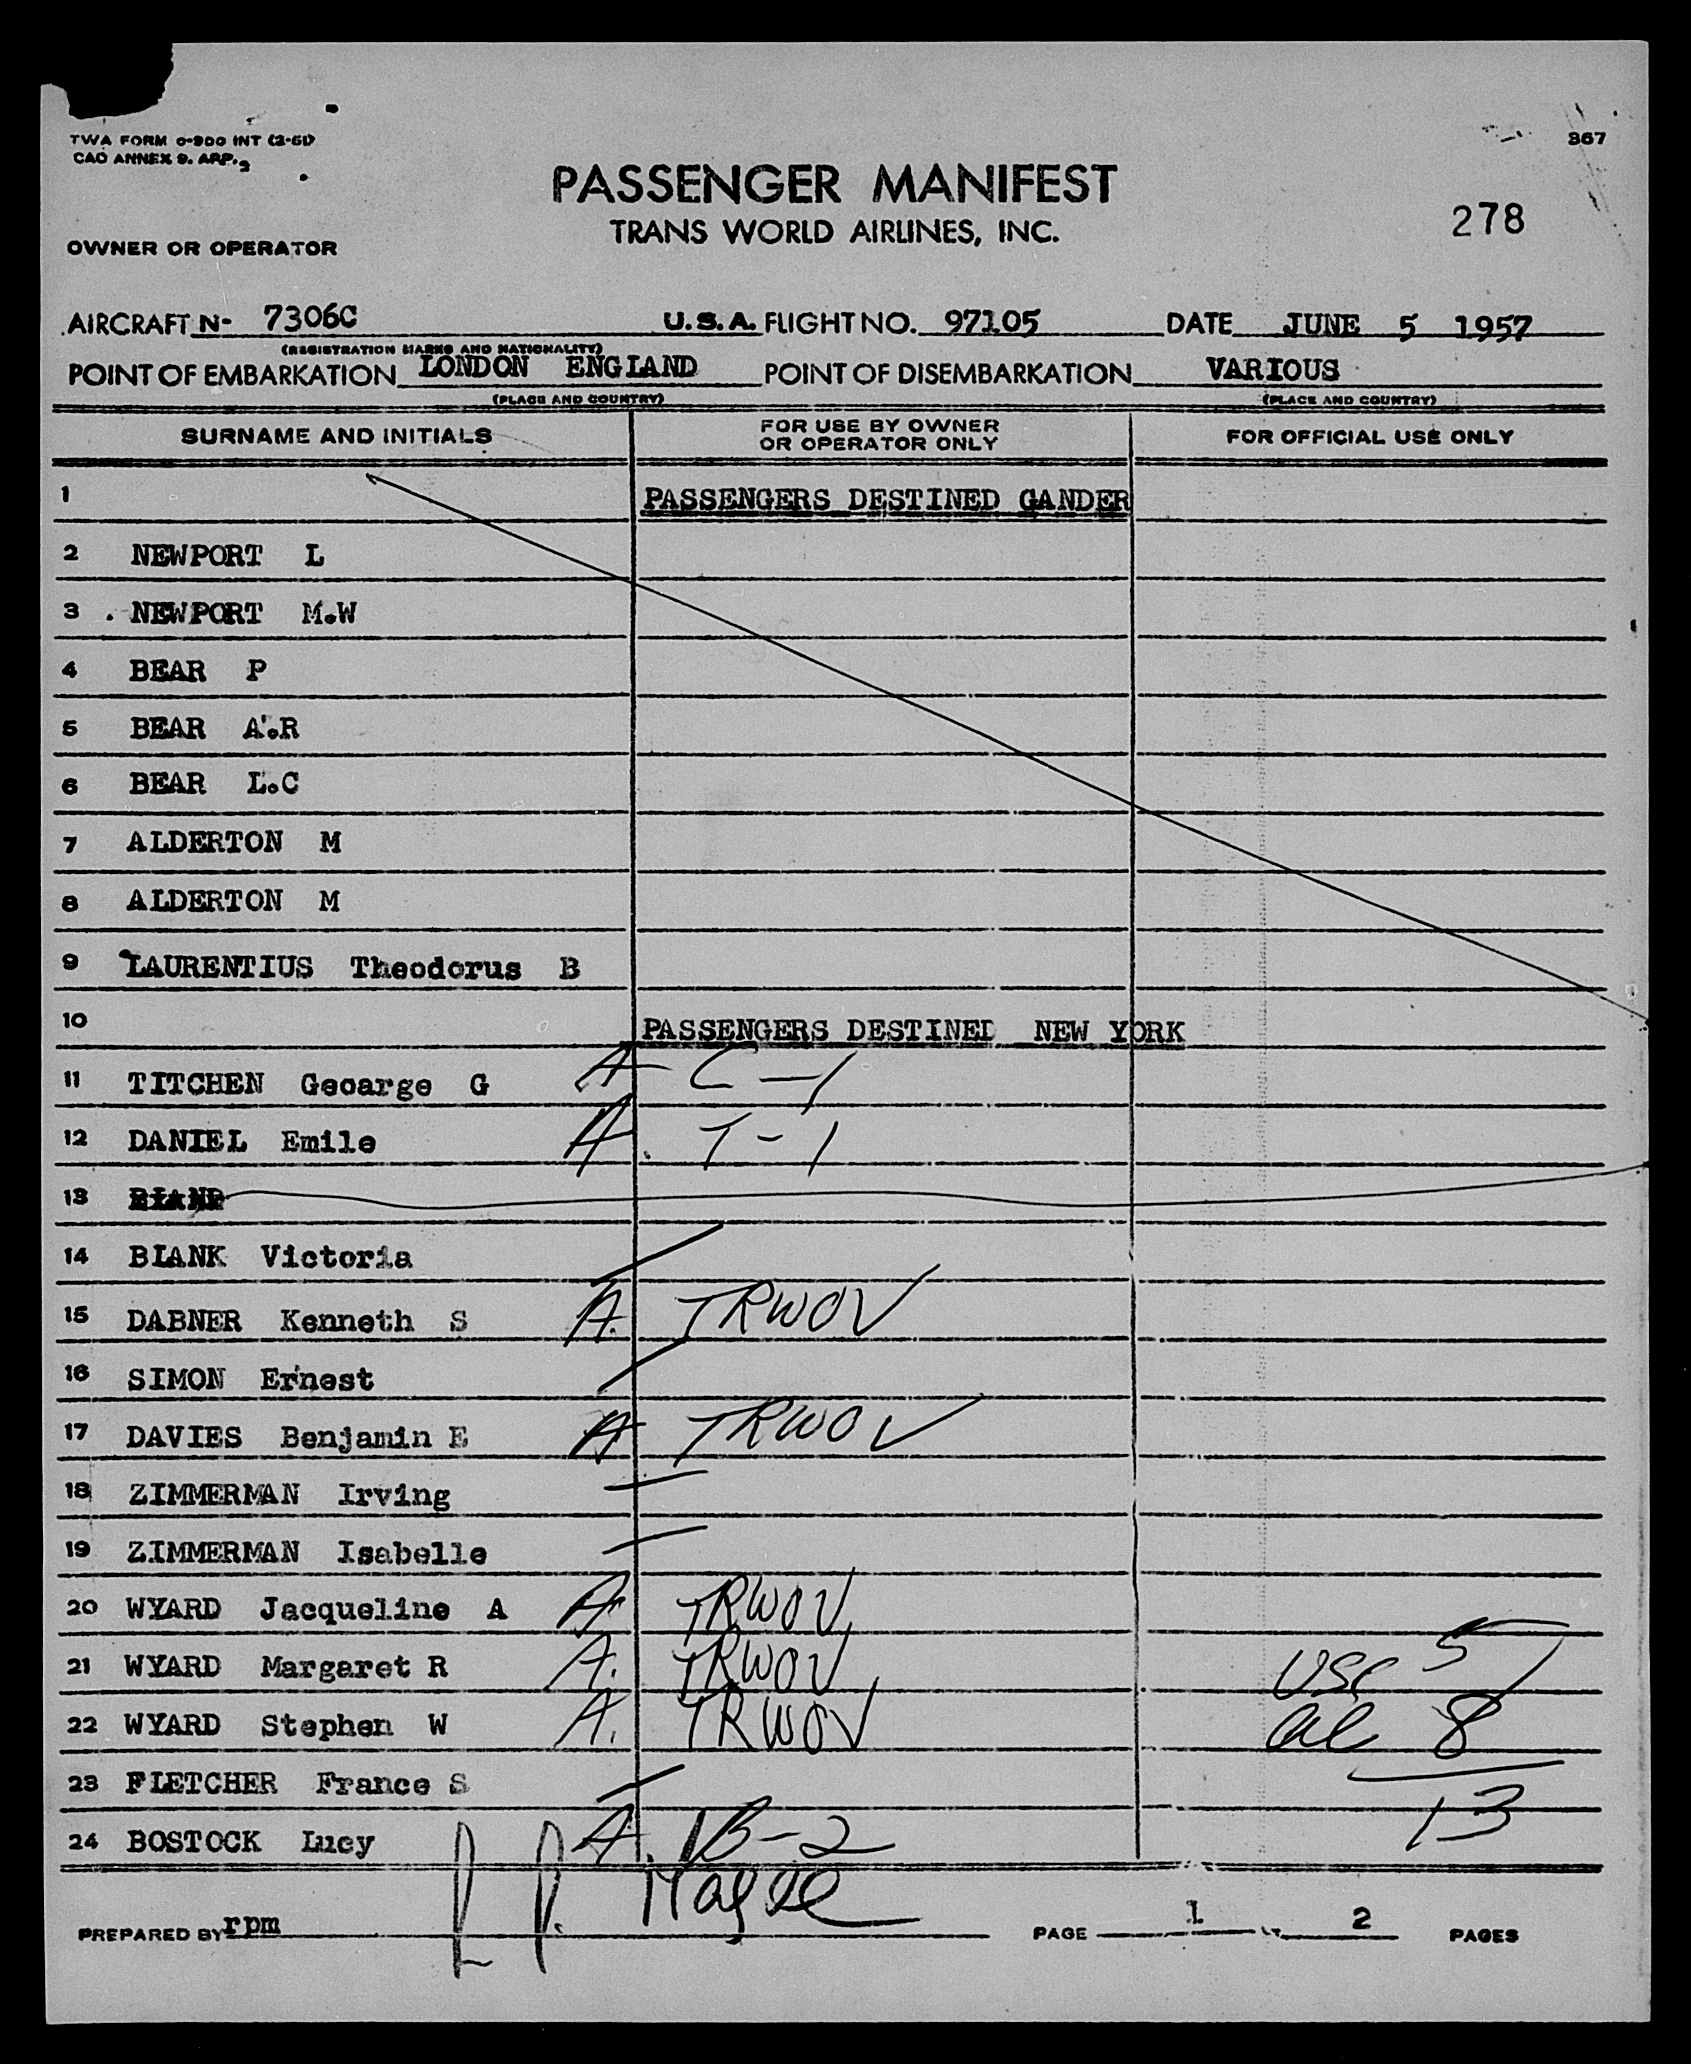 TWA FORM O-900 INT (2-51)
CAO ANNEX 9. APP. 2
367
PASSENGER MANIFEST
TRANS WORLD AIRLINES, INC.
278
OWNER OR OPERATOR
AIRCRAFT N- 7306C U.S.A. FLIGHT NO. 97105 DATE JUNE 5 1957
(REGISTRATION MARKS AND NATIONALITY)
POINT OF EMBARKATION LONDON ENGLAND POINT OF DISEMBARKATION VARIOUS
(PLACE AND COUNTRY) (PLACE AND COUNTRY)
SURNAME AND INITIALS FOR USE BY OWNER OR OPERATOR ONLY FOR OFFICIAL USE ONLY
1 PASSENGERS DESTINED GANDER
2 NEWPORT L
3 . NEWPORT M.W
4 BEAR P
5 BEAR A.R
6 BEAR L.C
7 ALDERTON M
8 ALDERTON M
9 LAURENTIUS Theodorus B
10 PASSENGERS DESTINED NEW YORK
11 TITCHEN Geoarge G A C-1
12 DANIEL Emile A T-1
13
14 BLANK Victoria
15 DABNER Kenneth S A. TRWOV
16 SIMON Ernest
17 DAVIES Benjamin E A TRWOV
18 ZIMMERMAN Irving
19 ZIMMERMAN Isabelle
20 WYARD Jacqueline A A. TRWOV
21 WYARD Margaret R A. TRWOV USC 5
22 WYARD Stephen W A. TRWOV al 8
23 FLETCHER France S
13
24 BOSTOCK Lucy A. B-2
PREPARED BY rpm PAGE 1 2 PAGES